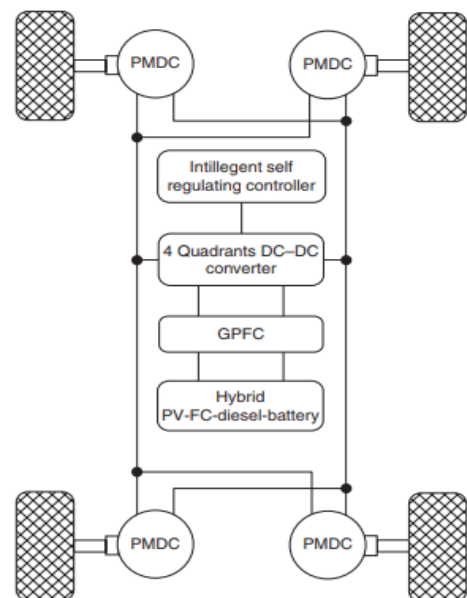 PMDC
PMDC
Intillegent self
regulating controller
4 Quadrants DC–DC
converter
GPFC
Hybrid
PV-FC-diesel-battery
PMDC
PMDC